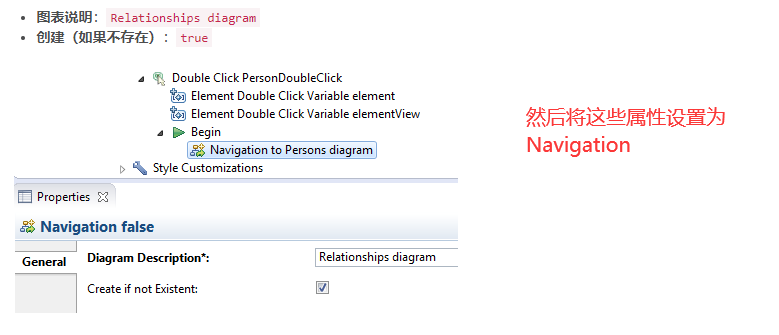 图表说明：Relationships diagram
创建（如果不存在）：true
Double Click PersonDoubleClick
Element Double Click Variable element
Element Double Click Variable elementView
Begin
Navigation to Persons diagram
Style Customizations
然后将这些属性设置为
Navigation
Properties
Navigation false
General
Diagram Description*:
Relationships diagram
Create if not Existent: